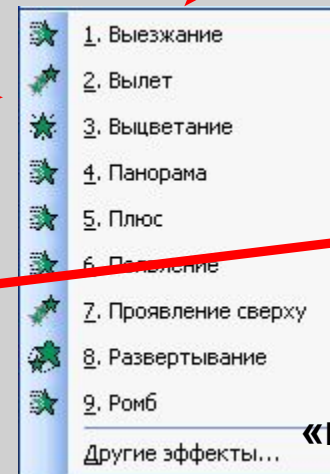 1. Выезжание
2. Вылет
3. Выцветание
4. Панорама
5. Плюс
6. Появление
7. Проявление сверху
8. Развертывание
9. Ромб
Другие эффекты...